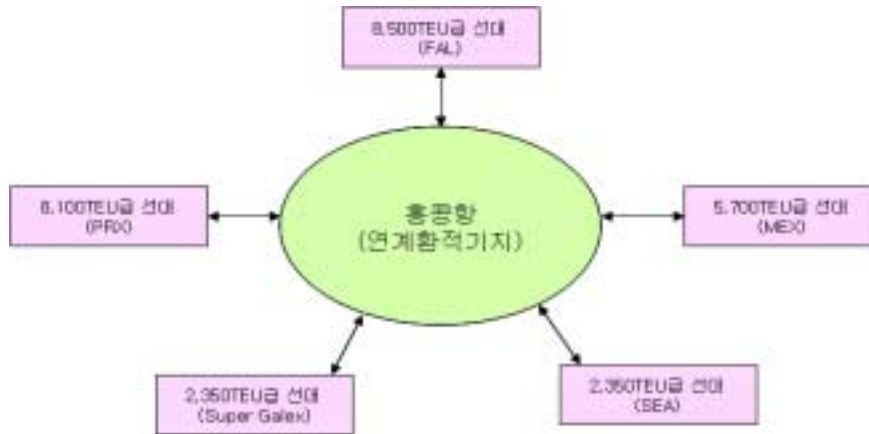 8,500TEU급 선대
(FAL)
8,100TEU급 선대
(PRX)
홍콩항
(연계환적기지)
5,700TEU급 선대
(MEX)
2,350TEU급 선대
(Super Galex)
2,350TEU급 선대
(SEA)